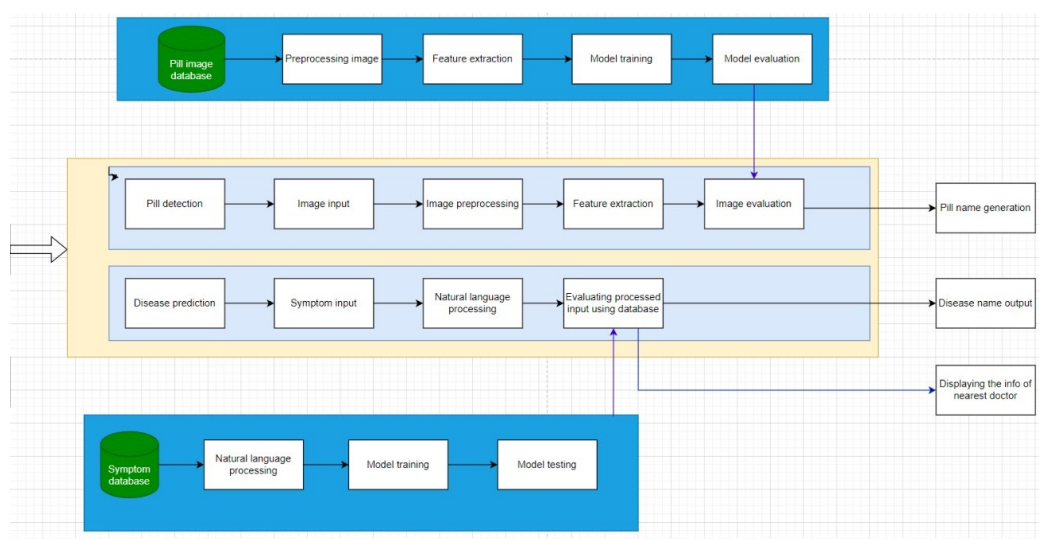 Pill image
database
Preprocessing image
Feature extraction
Model training
Model evaluation
Pill detection
Image input
Image preprocessing
Feature extraction
Image evaluation
Pill name generation
Disease prediction
Symptom input
Natural language
processing
Evaluating processed
input using database
Disease name output
Displaying the info of
nearest doctor
Symptom
database
Natural language
processing
Model training
Model testing